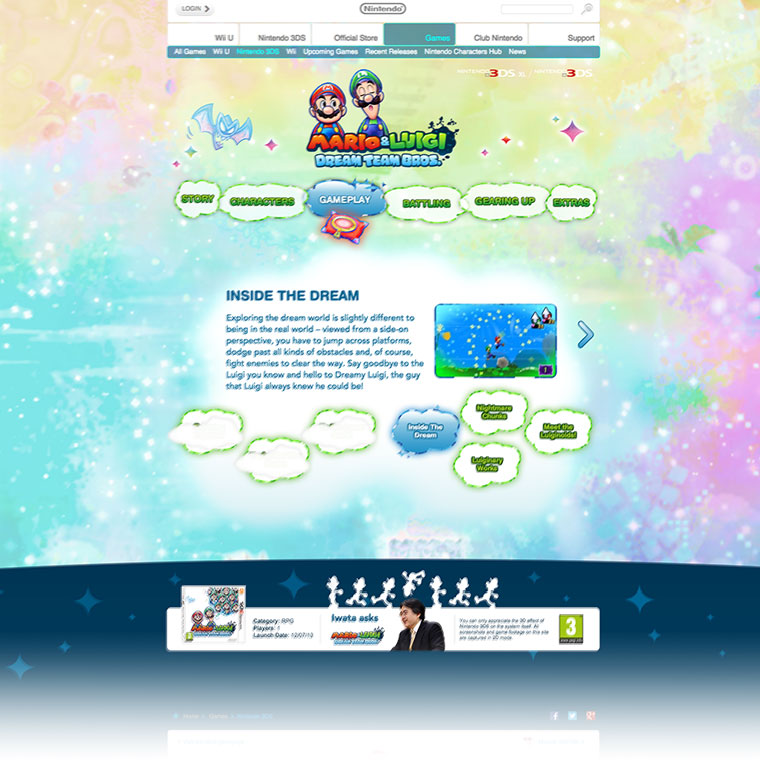 LOGIN
Nintendo
Wii U
Nintendo 3DS
Official Store
Games
Club Nintendo
Support
All Games Wii U Nintendo 3DS Wii Upcoming Games Recent Releases Nintendo Characters Hub News
NINTENDO 3DS XL / NINTENDO 3DS
MARIO & LUIGI
DREAM TEAM BROS.
STORY
CHARACTERS
GAMEPLAY
BATTLING
GEARING UP
EXTRAS
INSIDE THE DREAM
Exploring the dream world is slightly different to
being in the real world – viewed from a side-on
perspective, you have to jump across platforms,
dodge past all kinds of obstacles and, of course,
fight enemies to clear the way. Say goodbye to the
Luigi you know and hello to Dreamy Luigi, the guy
that Luigi always knew he could be!
Inside The
Dream
Nightmare
Chunks
Meet the
Luiginoids!
Luiginary
Works
Category: RPG
Players: 1
Launch Date: 12/07/13
Iwata asks
MARIO & LUIGI
You can only appreciate the 3D effect of
Nintendo 3DS on the system itself. All
screenshots and game footage on this site
are captured in 2D mode.
3
www.pegi.info
Home > Games > Nintendo 3DS